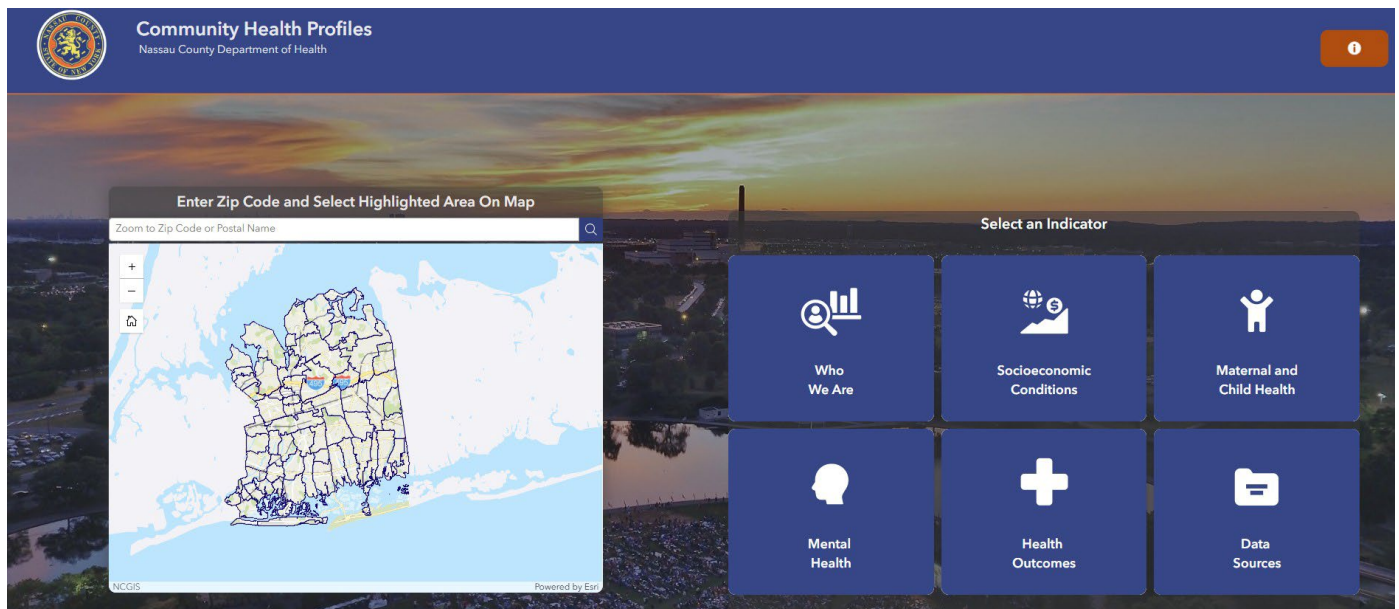 Community Health Profiles
Nassau County Department of Health
Enter Zip Code and Select Highlighted Area On Map
Zoom to Zip Code or Postal Name
+
−
NCGIS
Powered by Esri
Select an Indicator
Who
We Are
Socioeconomic
Conditions
Maternal and
Child Health
Mental
Health
Health
Outcomes
Data
Sources